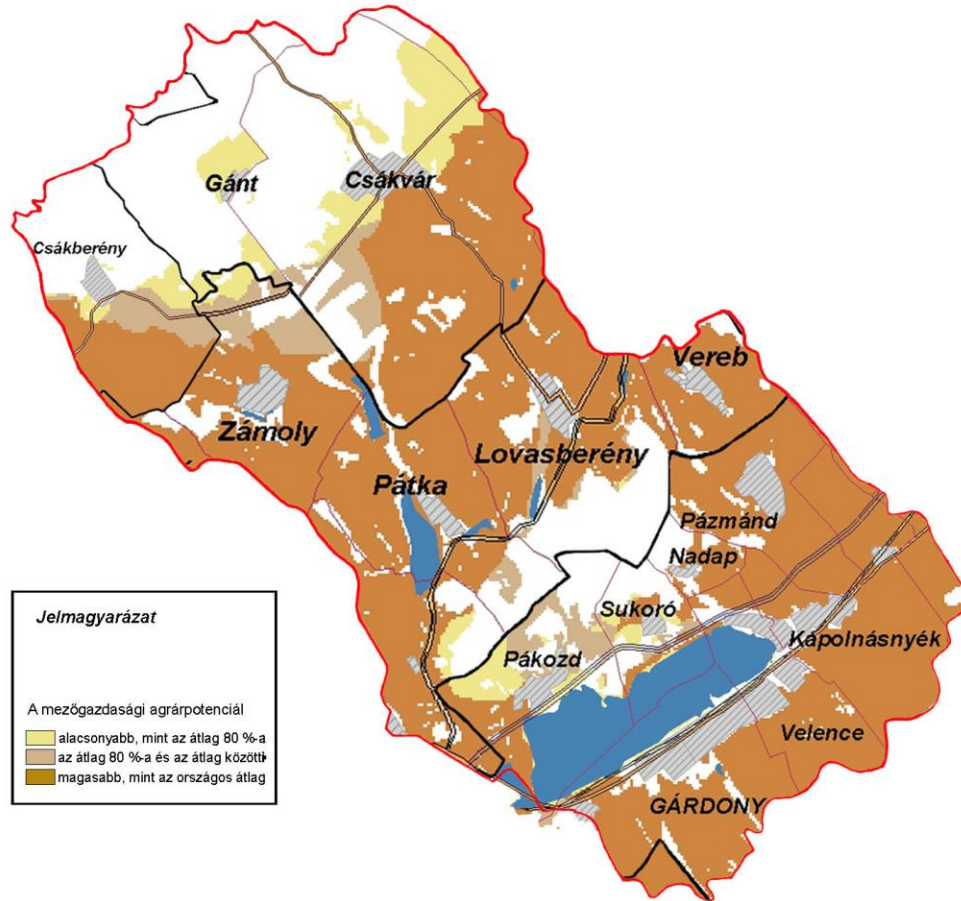 Gánt
Csákvár
Csákberény
Vereb
Zámoly
Lovasberény
Pátka
Pázmánd
Nadap
Sukoró
Kápolnásnyék
Pákozd
Velence
GÁRDONY
Jelmagyarázat
A mezőgazdasági agrárpotenciál
alacsonyabb, mint az átlag 80 %-a
az átlag 80 %-a és az átlag közötti
magasabb, mint az országos átlag